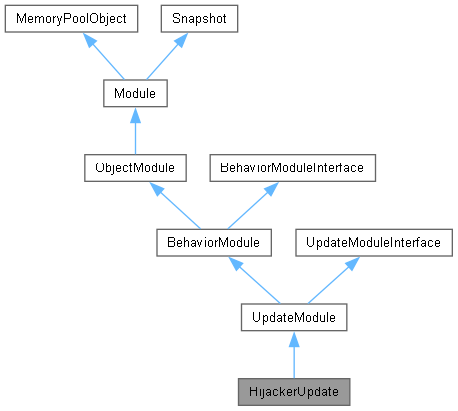 MemoryPoolObject
Snapshot
Module
ObjectModule
BehaviorModuleInterface
BehaviorModule
UpdateModuleInterface
UpdateModule
HijackerUpdate